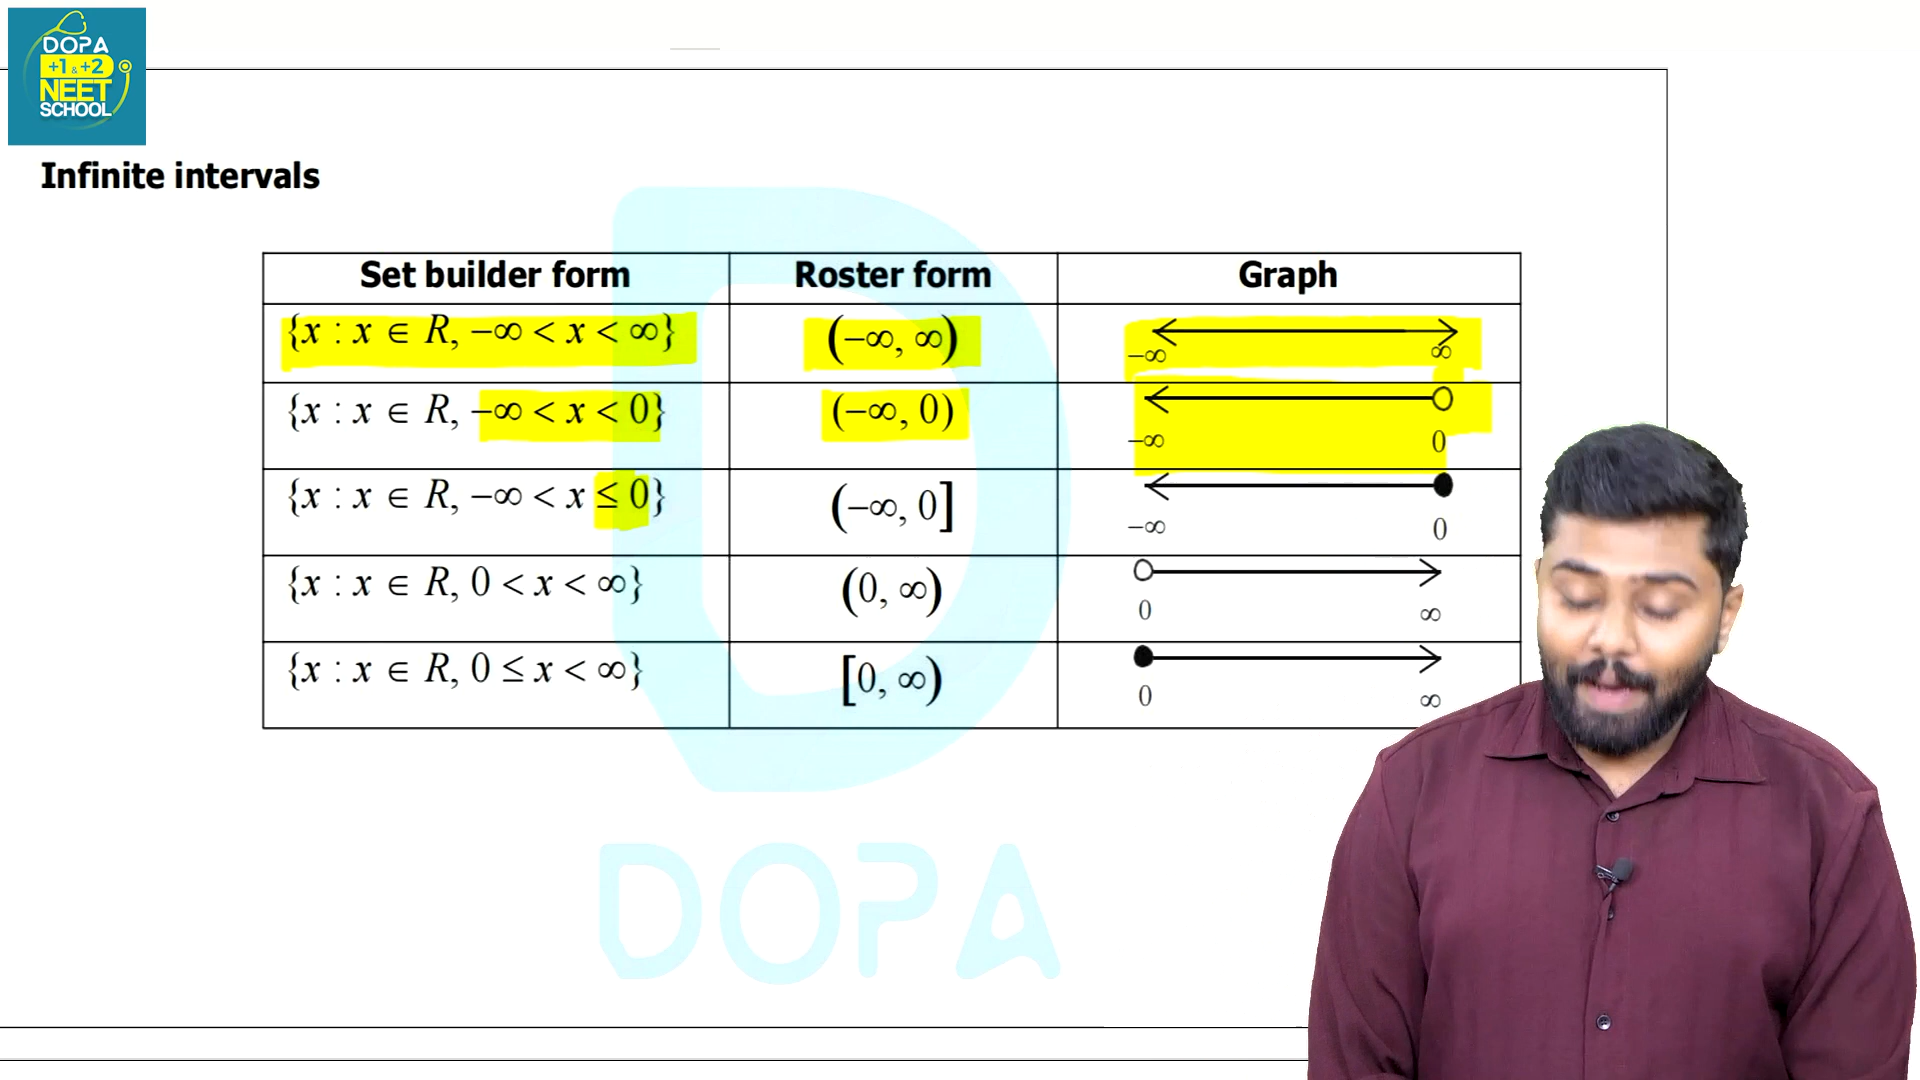 DOPA
+1 & +2
NEET
SCHOOL
Infinite intervals
Set builder form Roster form Graph
{x : x ∈ R, −∞ < x < ∞} (−∞, ∞) −∞ ∞
{x : x ∈ R, −∞ < x < 0} (−∞, 0) −∞ 0
{x : x ∈ R, −∞ < x ≤ 0} (−∞, 0] −∞ 0
{x : x ∈ R, 0 < x < ∞} (0, ∞) 0 ∞
{x : x ∈ R, 0 ≤ x < ∞} [0, ∞) 0 ∞
DOPA